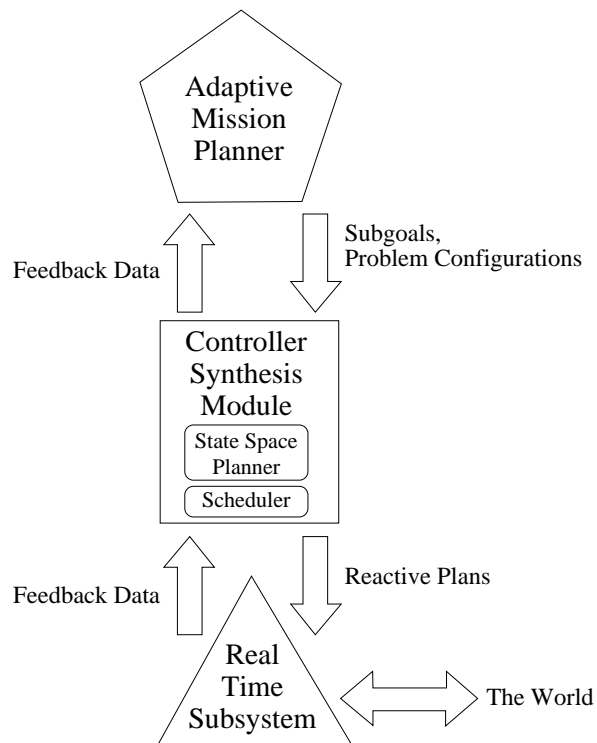 Adaptive
Mission
Planner
Feedback Data
Subgoals,
Problem Configurations
Controller
Synthesis
Module
State Space
Planner
Scheduler
Feedback Data
Reactive Plans
Real
Time
Subsystem
The World